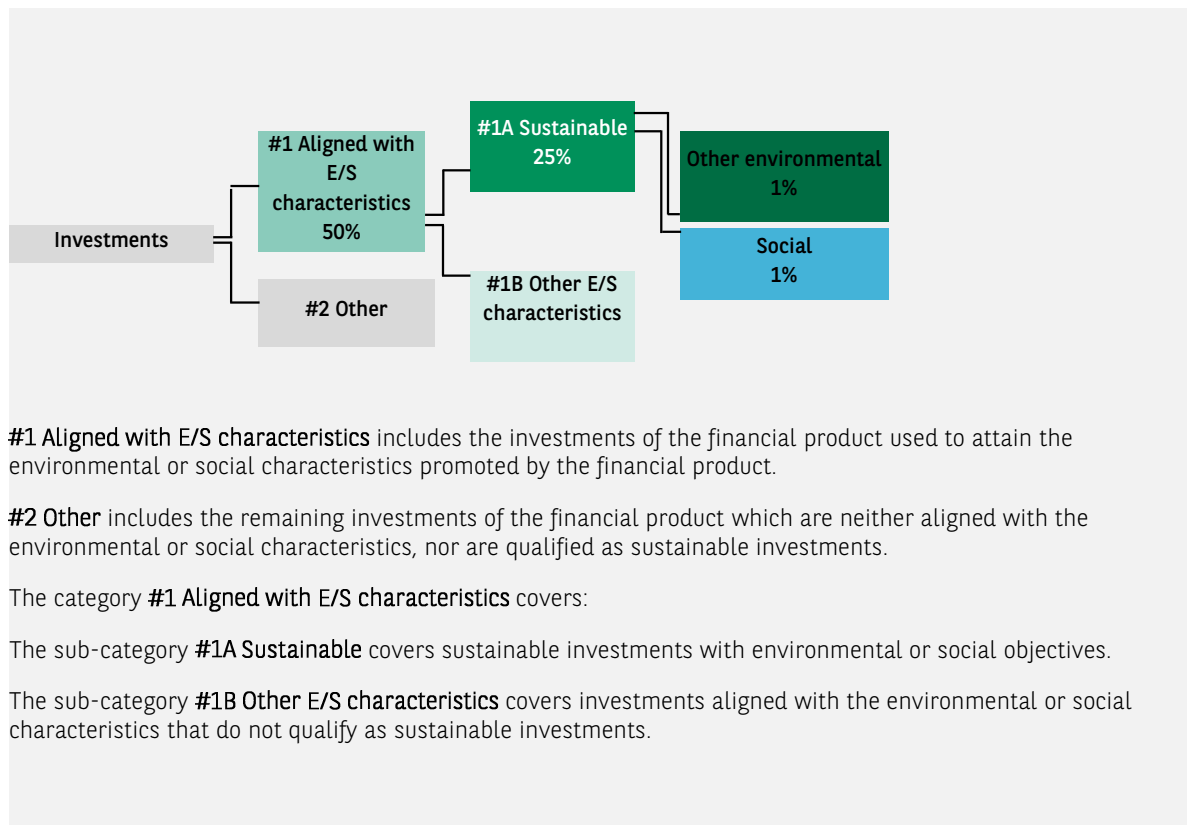 #1A Sustainable
25%
#1 Aligned with
E/S
characteristics
50%
Other environmental
1%
Investments
Social
1%
#1B Other E/S
characteristics
#2 Other
#1 Aligned with E/S characteristics includes the investments of the financial product used to attain the
environmental or social characteristics promoted by the financial product.
#2 Other includes the remaining investments of the financial product which are neither aligned with the
environmental or social characteristics, nor are qualified as sustainable investments.
The category #1 Aligned with E/S characteristics covers:
The sub-category #1A Sustainable covers sustainable investments with environmental or social objectives.
The sub-category #1B Other E/S characteristics covers investments aligned with the environmental or social
characteristics that do not qualify as sustainable investments.